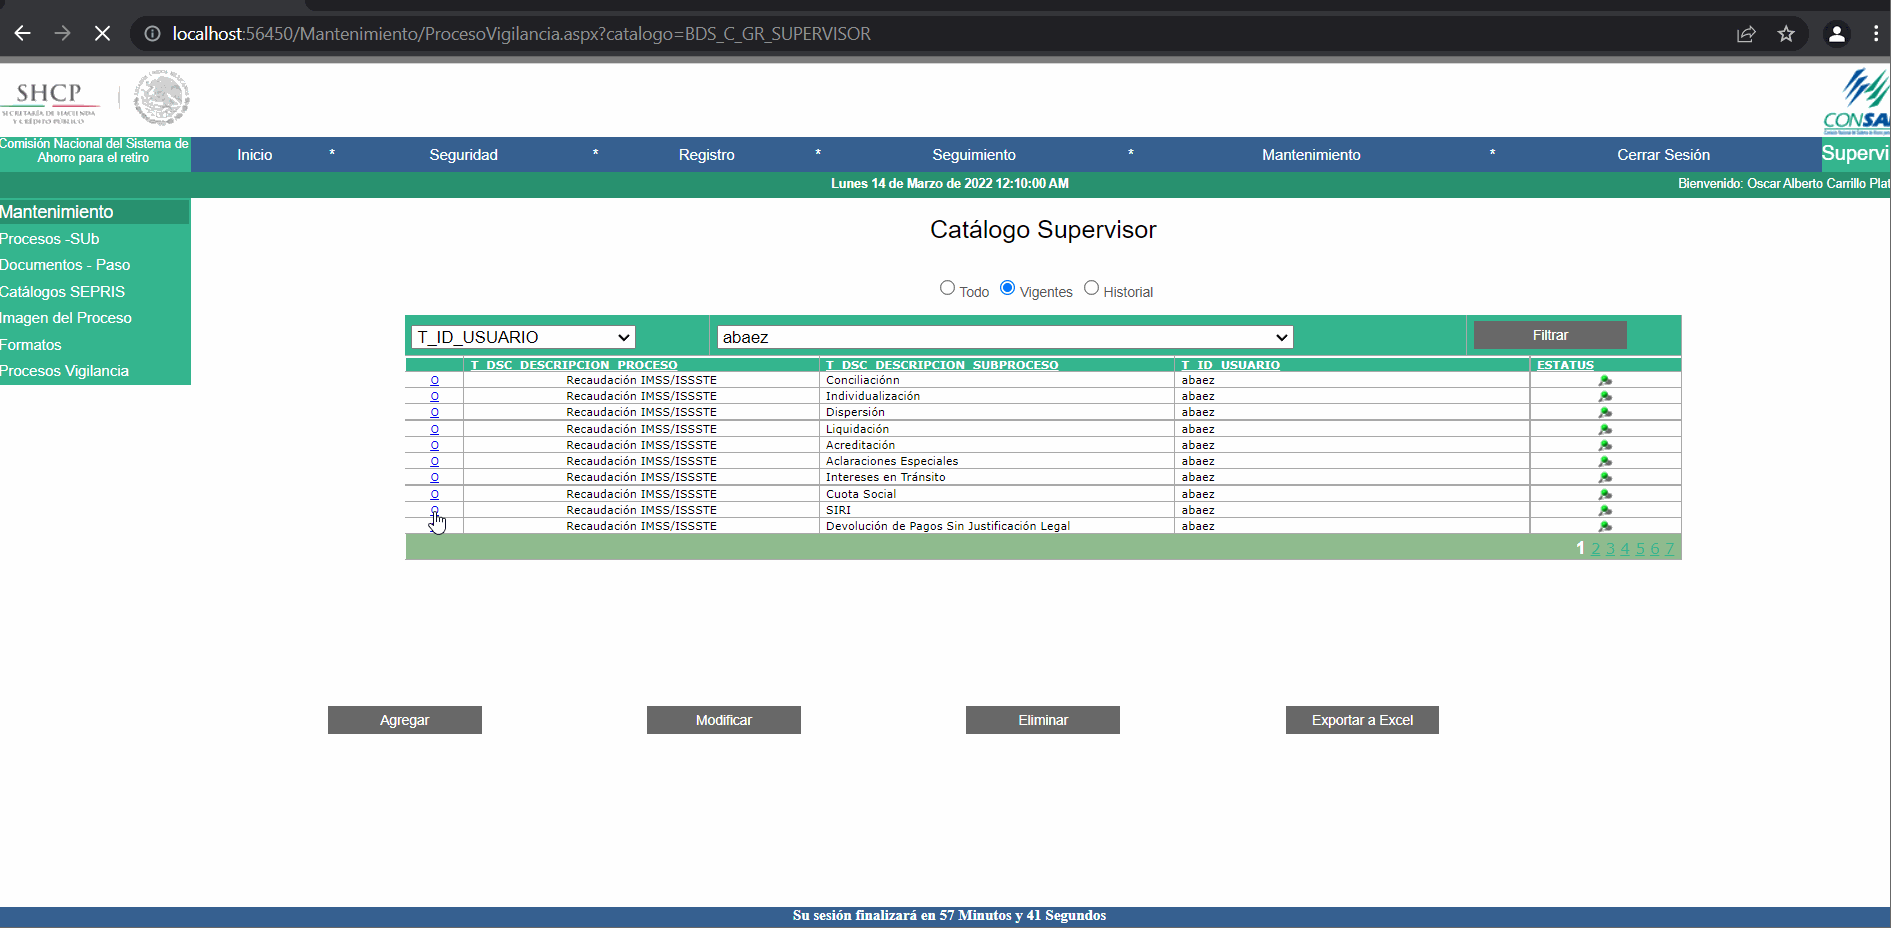 localhost:56450/Mantenimiento/ProcesoVigilancia.aspx?catalogo=BDS_C_GR_SUPERVISOR
SHCP
SECRETARÍA DE HACIENDA
Y CRÉDITO PÚBLICO
CONSA
Comisión Nacional del Sistema de
Ahorro para el retiro
Inicio * Seguridad * Registro * Seguimiento * Mantenimiento * Cerrar Sesión
Supervi
Lunes 14 de Marzo de 2022 12:10:00 AM
Bienvenido: Oscar Alberto Carrillo Plat
Mantenimiento
Procesos -SUb
Documentos - Paso
Catálogos SEPRIS
Imagen del Proceso
Formatos
Procesos Vigilancia
Catálogo Supervisor
Todo Vigentes Historial
T_ID_USUARIO abaez Filtrar
T_DSC_DESCRIPCION_PROCESO T_DSC_DESCRIPCION_SUBPROCESO T_ID_USUARIO ESTATUS
O Recaudación IMSS/ISSSTE Conciliaciónn abaez
O Recaudación IMSS/ISSSTE Individualización abaez
O Recaudación IMSS/ISSSTE Dispersión abaez
O Recaudación IMSS/ISSSTE Liquidación abaez
O Recaudación IMSS/ISSSTE Acreditación abaez
O Recaudación IMSS/ISSSTE Aclaraciones Especiales abaez
O Recaudación IMSS/ISSSTE Intereses en Tránsito abaez
O Recaudación IMSS/ISSSTE Cuota Social abaez
O Recaudación IMSS/ISSSTE SIRI abaez
Recaudación IMSS/ISSSTE Devolución de Pagos Sin Justificación Legal abaez
1 2 3 4 5 6 7
Agregar Modificar Eliminar Exportar a Excel
Su sesión finalizará en 57 Minutos y 41 Segundos